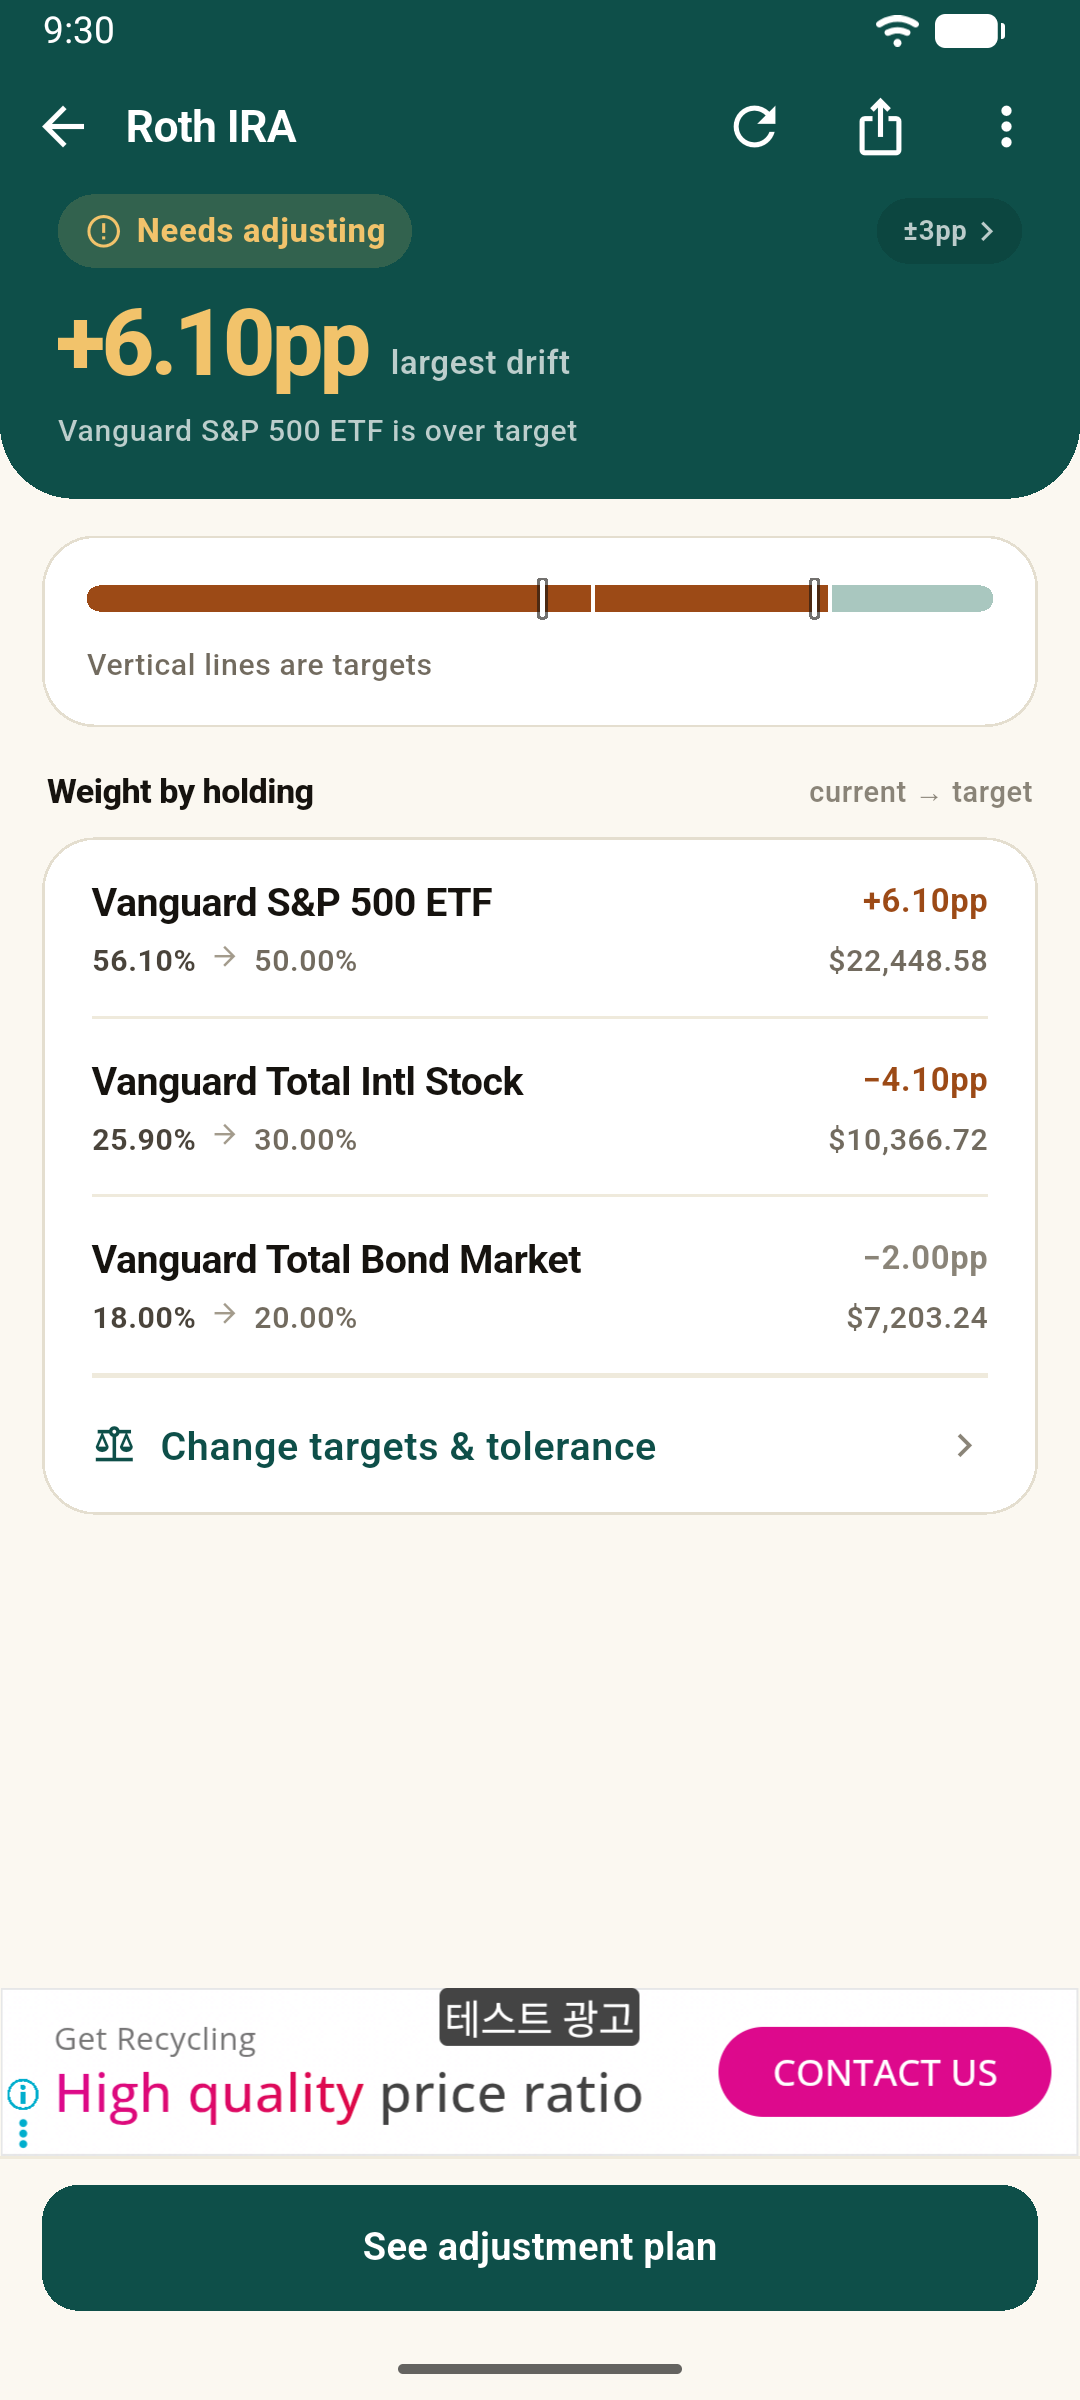 9:30
Roth IRA
Needs adjusting
±3pp
+6.10pp largest drift
Vanguard S&P 500 ETF is over target
Vertical lines are targets
Weight by holding
current → target
Vanguard S&P 500 ETF
+6.10pp
56.10% → 50.00%
$22,448.58
Vanguard Total Intl Stock
−4.10pp
25.90% → 30.00%
$10,366.72
Vanguard Total Bond Market
−2.00pp
18.00% → 20.00%
$7,203.24
Change targets & tolerance
테스트 광고
Get Recycling
High quality price ratio
CONTACT US
See adjustment plan